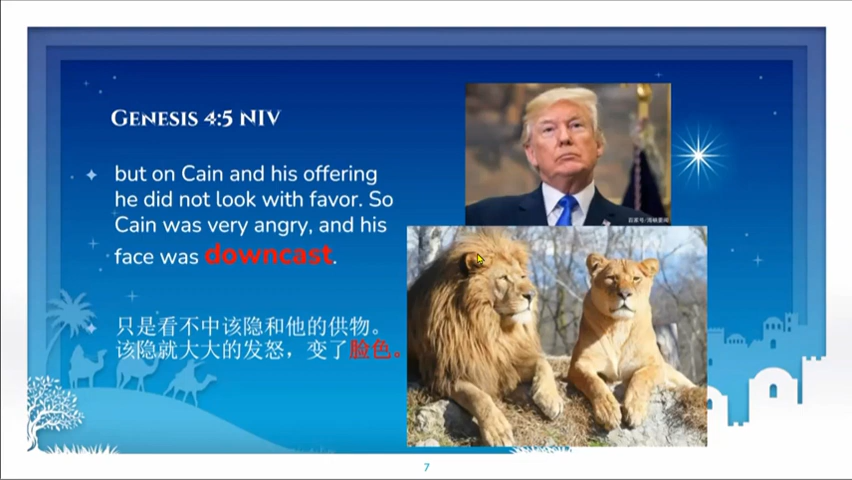 GENESIS 4:5 NIV
but on Cain and his offering
he did not look with favor. So
Cain was very angry, and his
face was downcast.
只是看不中该隐和他的供物。
该隐就大大的发怒，变了脸色。
7